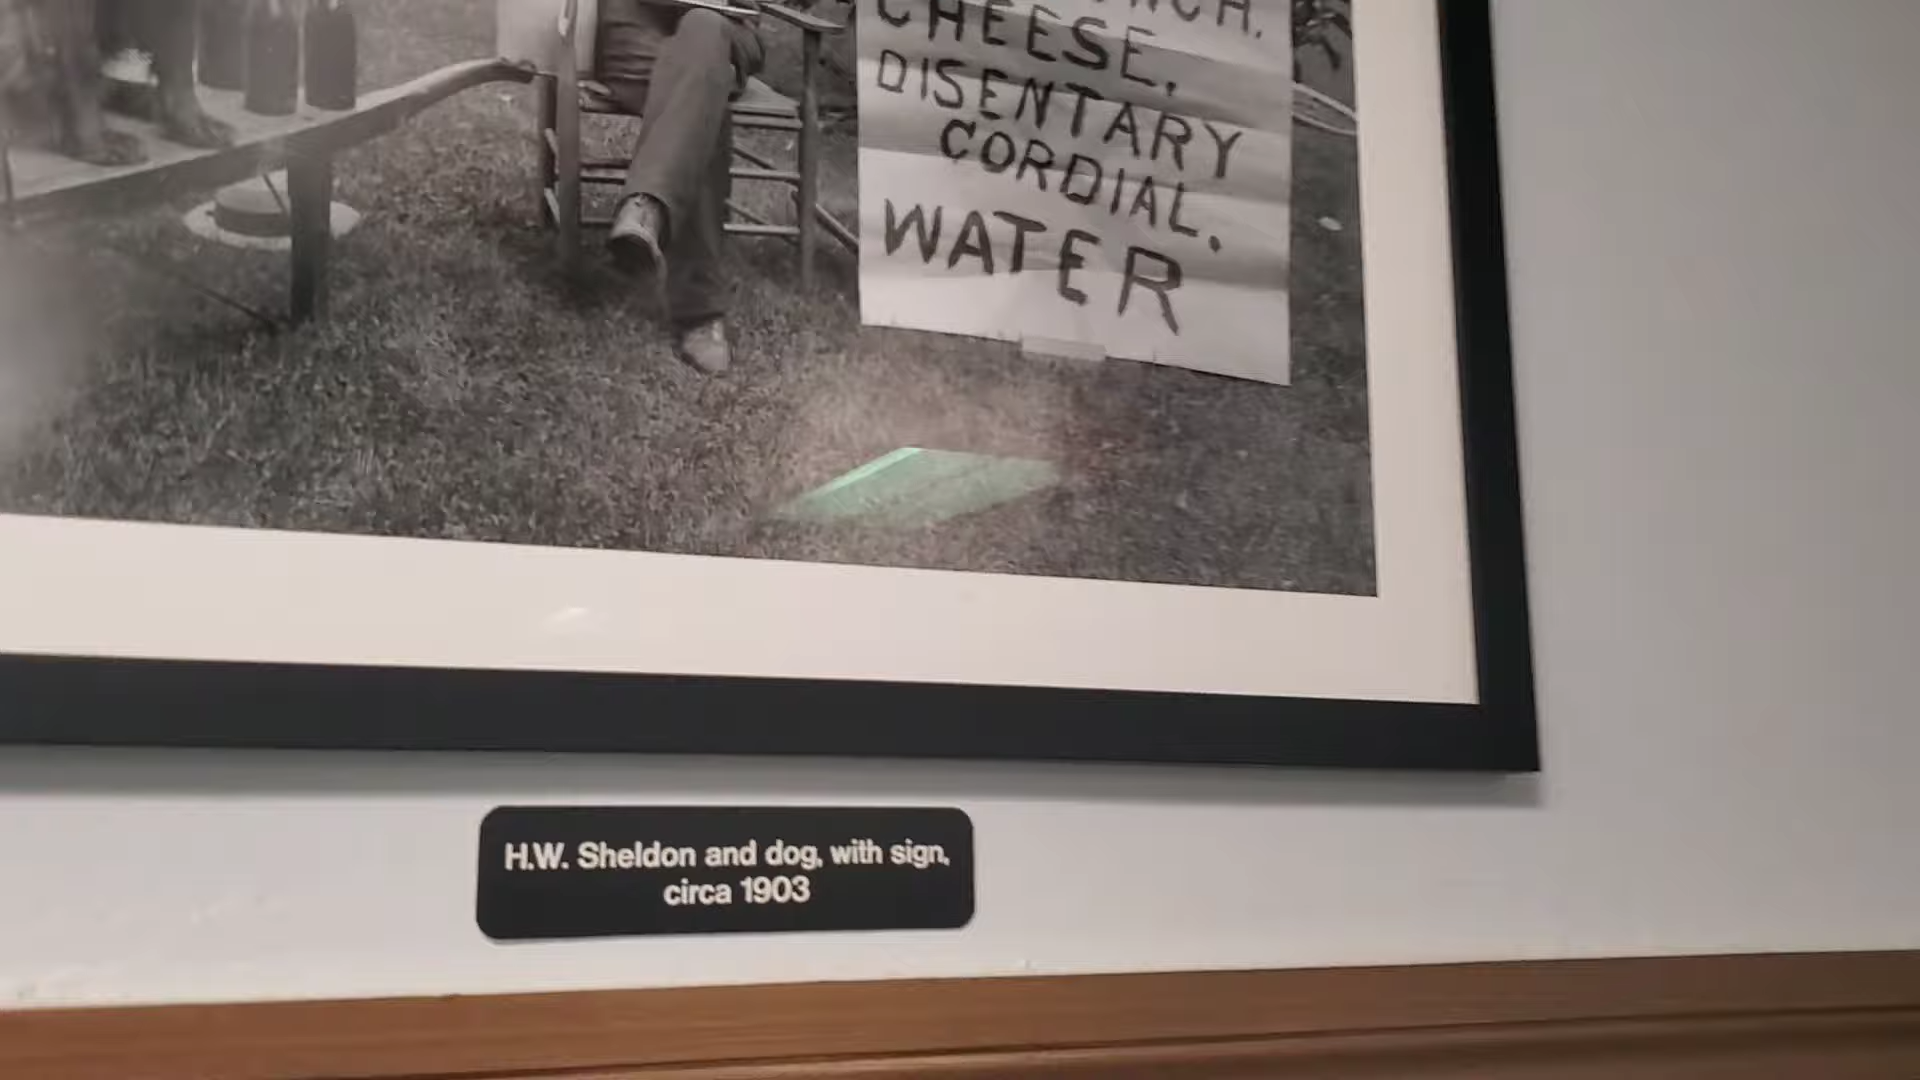 CHEESE.
DISENTARY
CORDIAL.
WATER
H.W. Sheldon and dog, with sign,
circa 1903